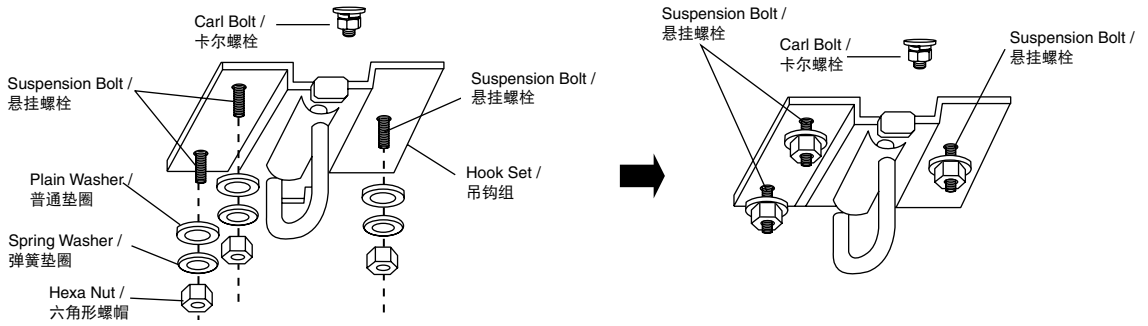 Carl Bolt /
卡尔螺栓
Suspension Bolt /
悬挂螺栓
Suspension Bolt /
悬挂螺栓
Plain Washer /
普通垫圈
Hook Set /
吊钩组
Spring Washer /
弹簧垫圈
Hexa Nut /
六角形螺帽
Suspension Bolt /
悬挂螺栓
Carl Bolt /
卡尔螺栓
Suspension Bolt /
悬挂螺栓